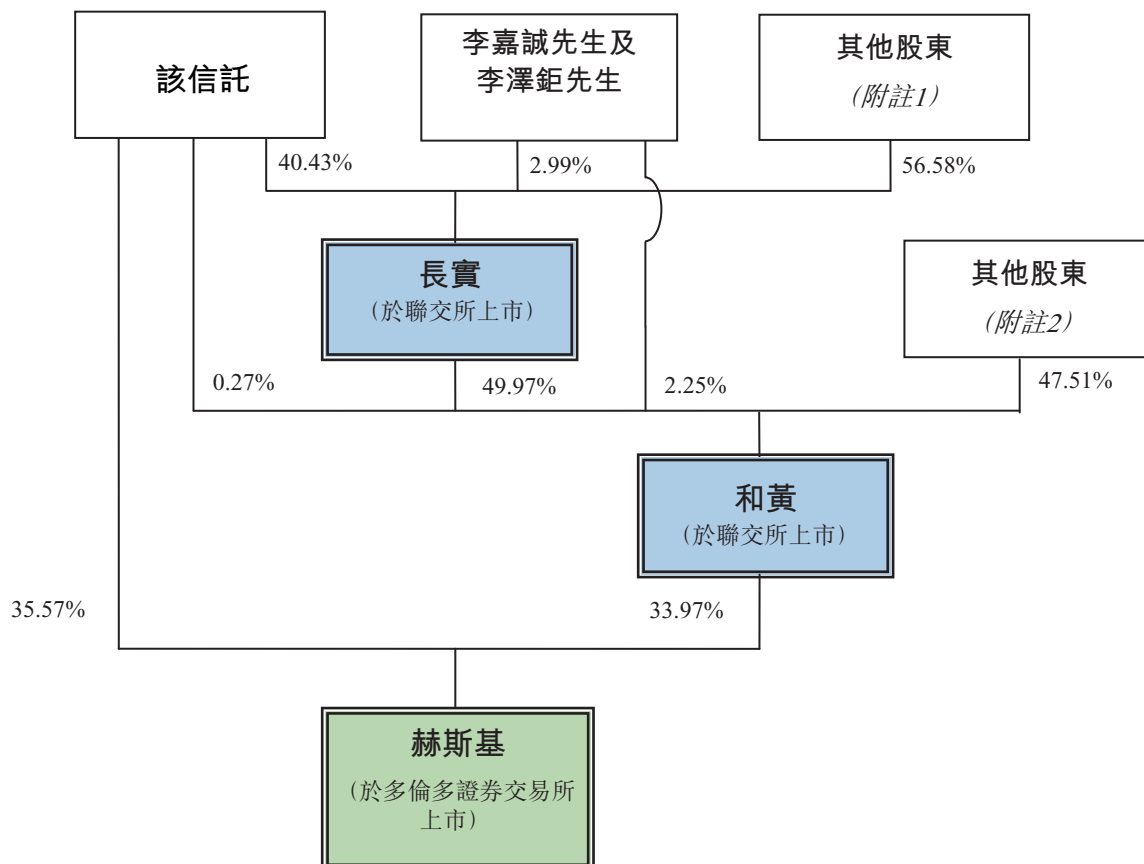 該信託
李嘉誠先生及
李澤鉅先生
其他股東
(附註1)
40.43%
2.99%
56.58%
長實
(於聯交所上市)
其他股東
(附註2)
0.27%
49.97%
2.25%
47.51%
和黃
(於聯交所上市)
35.57%
33.97%
赫斯基
(於多倫多證券交易所
上市)